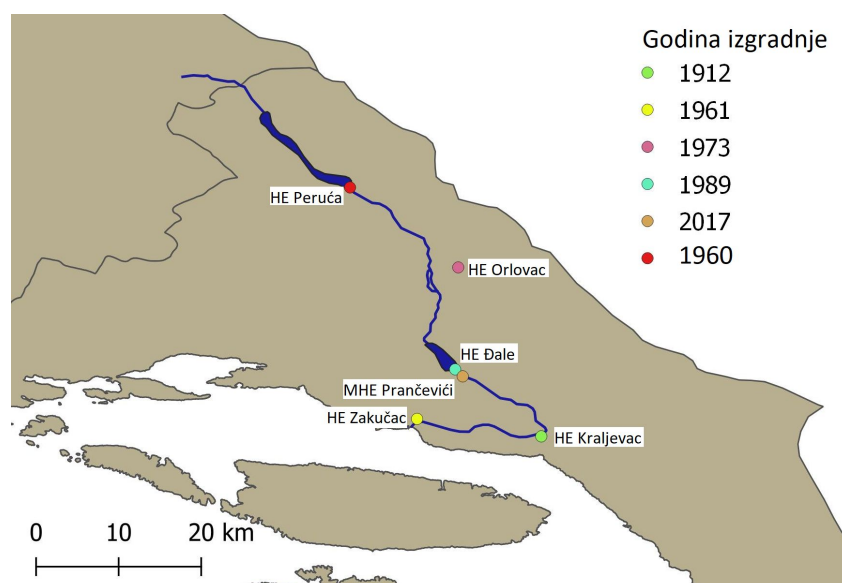 Godina izgradnje
1912
1961
1973
1989
2017
1960
HE Peruća
HE Orlovac
HE Đale
MHE Prančevići
HE Zakučac
HE Kraljevac
0 10 20 km